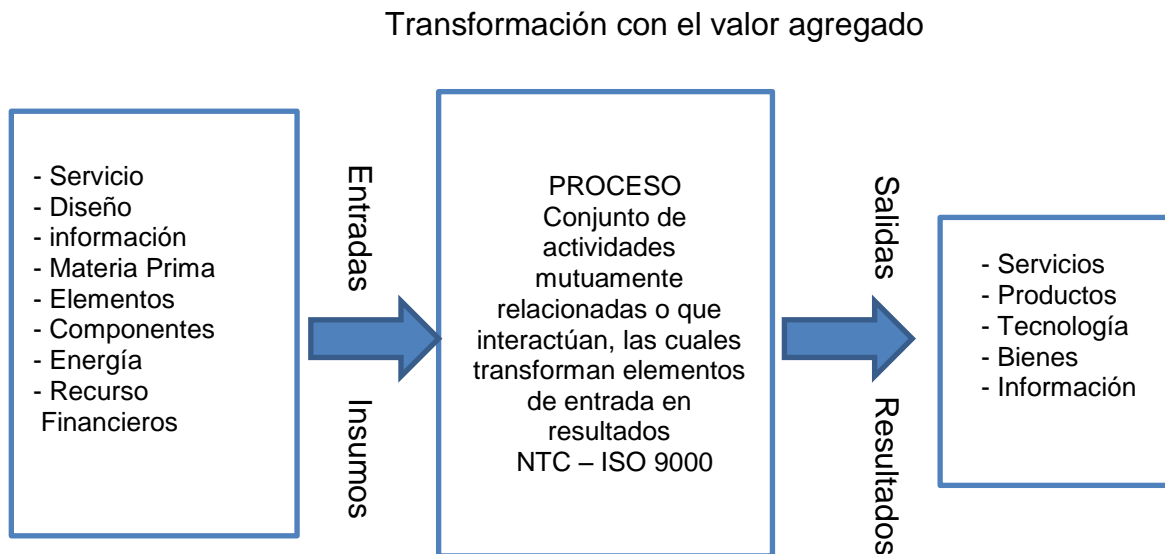 Transformación con el valor agregado
- Servicio
- Diseño
- información
- Materia Prima
- Elementos
- Componentes
- Energía
- Recurso
Financieros
Entradas
Insumos
PROCESO
Conjunto de
actividades
mutuamente
relacionadas o que
interactúan, las cuales
transforman elementos
de entrada en
resultados
NTC – ISO 9000
Salidas
Resultados
- Servicios
- Productos
- Tecnología
- Bienes
- Información